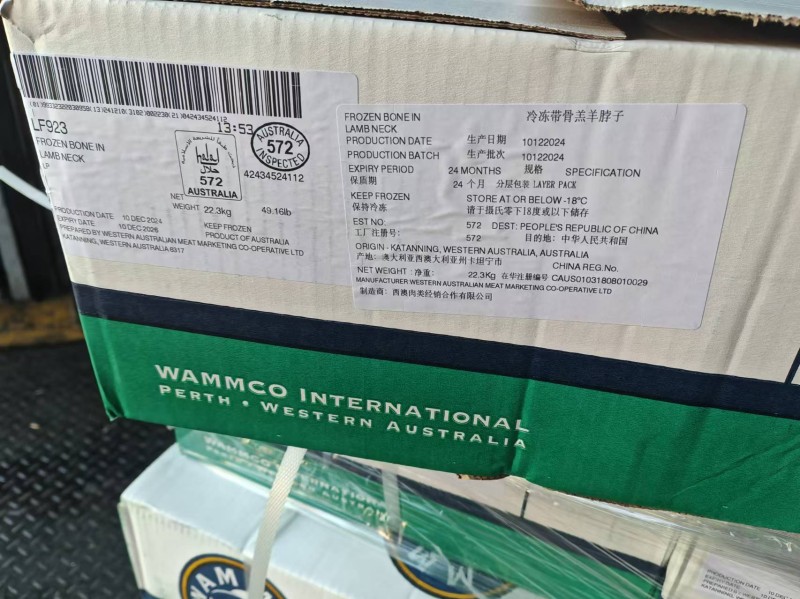 LF923
13:53
FROZEN BONE IN
LAMB NECK
LP
حلال
572
AUSTRALIA
AUSTRALIA
572
INSPECTED
42434524112
NET
WEIGHT 22.3kg 49.16lb
PRODUCTION DATE 10 DEC 2024
EXPIRY DATE 10 DEC 2026
KEEP FROZEN
PRODUCT OF AUSTRALIA
PREPARED BY WESTERN AUSTRALIAN MEAT MARKETING CO-OPERATIVE LTD
KATANNING, WESTERN AUSTRALIA 6317
FROZEN BONE IN 冷冻带骨羔羊脖子
LAMB NECK
PRODUCTION DATE 生产日期 10122024
PRODUCTION BATCH 生产批次 10122024
EXPIRY PERIOD 24 MONTHS 规格 SPECIFICATION
保质期 24 个月 分层包装 LAYER PACK
KEEP FROZEN STORE AT OR BELOW -18°C
保持冷冻 请于摄氏零下18度或以下储存
EST NO: 572 DEST: PEOPLE'S REPUBLIC OF CHINA
工厂注册号: 572 目的地: 中华人民共和国
ORIGIN - KATANNING, WESTERN AUSTRALIA, AUSTRALIA
产地: 澳大利亚西澳大利亚州卡坦宁市 CHINA REG.No.
NET WEIGHT : 净重: 22.3Kg 在华注册编号 CAUS01031808010029
MANUFACTURER WESTERN AUSTRALIAN MEAT MARKETING CO-OPERATIVE LTD
制造商: 西澳肉类经销合作有限公司
WAMMCO INTERNATIONAL
PERTH • WESTERN AUSTRALIA
WAMMCO INTERNATIONAL
WAM
PRODUCTION DATE 10 DEC
EXPIRY DATE